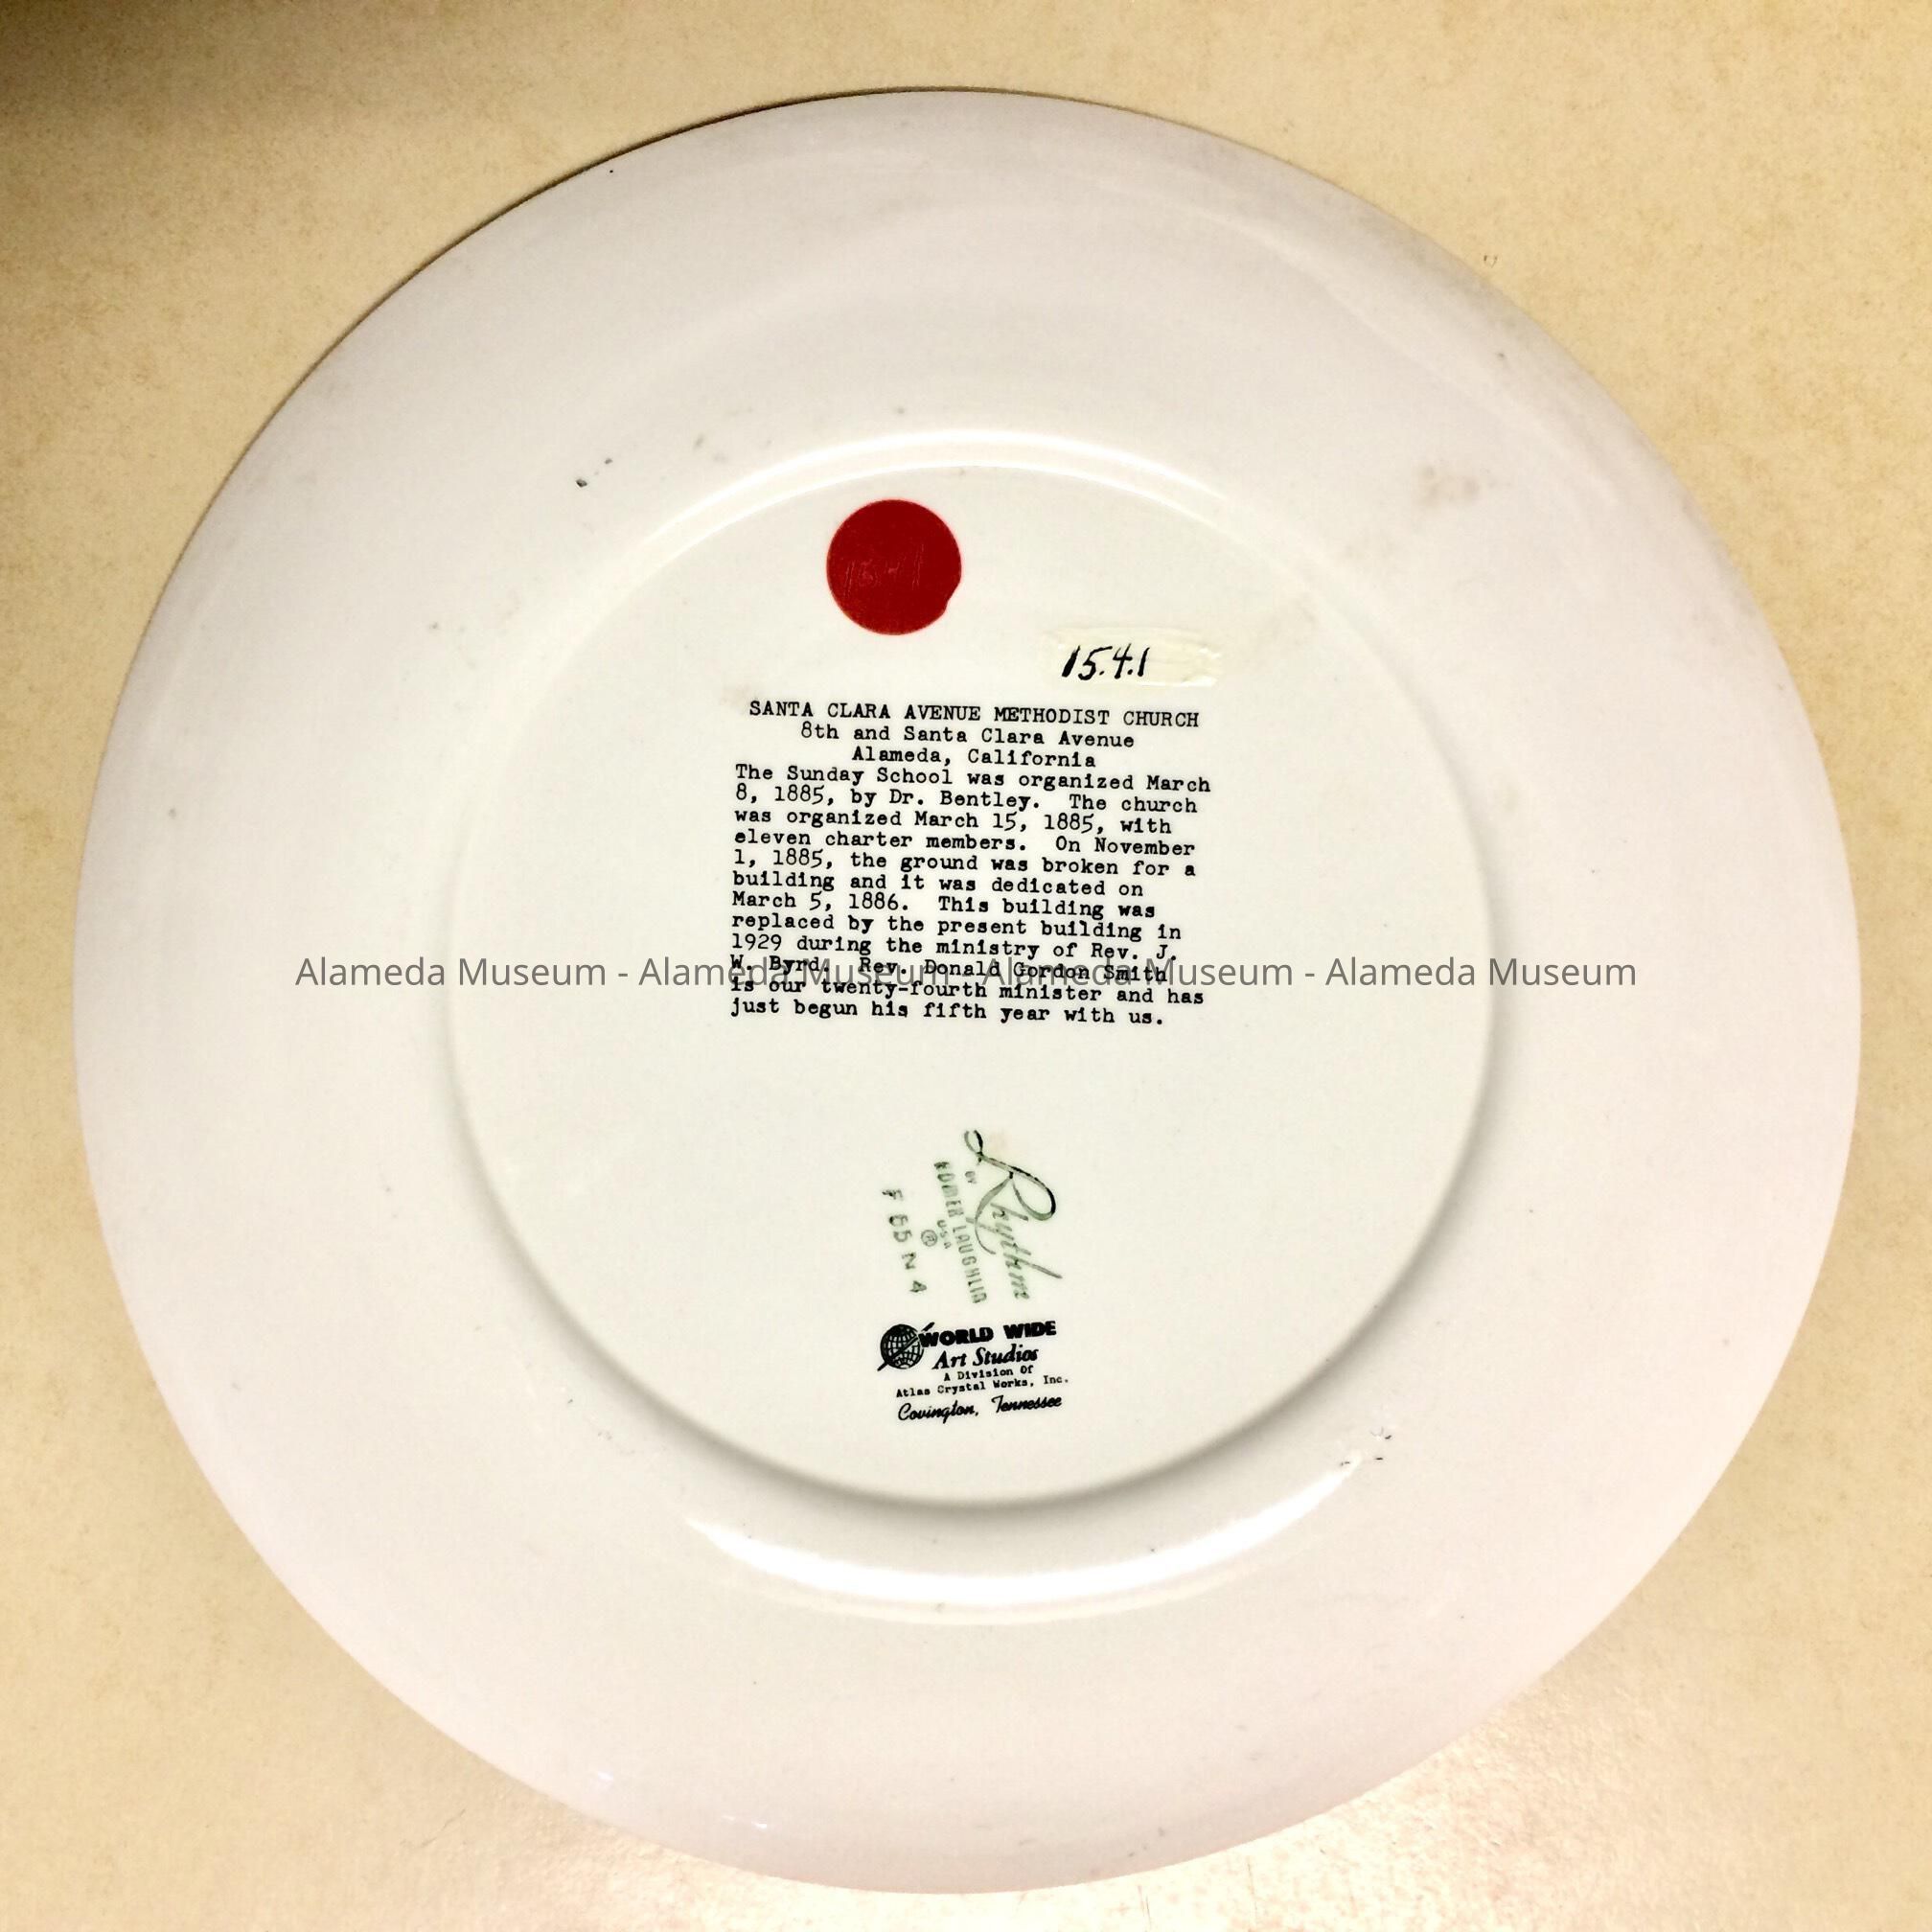 15.4.1
SANTA CLARA AVENUE METHODIST CHURCH
8th and Santa Clara Avenue
Alameda, California
The Sunday School was organized March
8, 1885, by Dr. Bentley. The church
was organized March 15, 1885, with
eleven charter members. On November
1, 1885, the ground was broken for a
building and it was dedicated on
March 5, 1886. This building was
replaced by the present building in
1929 during the ministry of Rev. J.
W. Byrd. Rev. Donald Gordon Smith
is our twenty-fourth minister and has
just begun his fifth year with us.
Alameda Museum - Alameda Museum - Alameda Museum - Alameda Museum
Rhythm
BY
HOMER LAUGHLIN
USA
®
F 65 N 4
WORLD WIDE
Art Studios
A Division Of
Atlas Crystal Works, Inc.
Covington, Tennessee